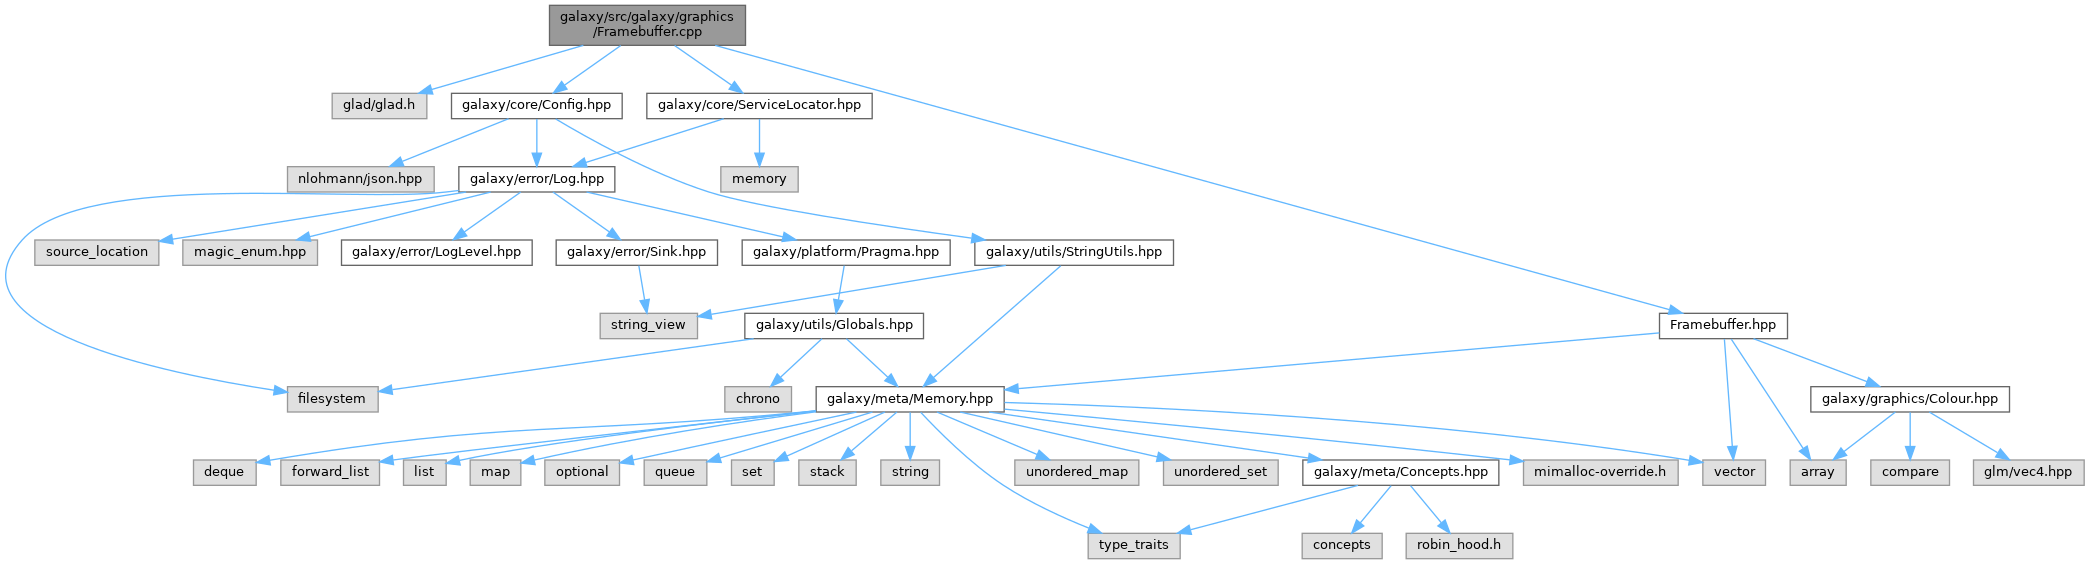 galaxy/src/galaxy/graphics
/Framebuffer.cpp
glad/glad.h
galaxy/core/Config.hpp
galaxy/core/ServiceLocator.hpp
nlohmann/json.hpp
galaxy/error/Log.hpp
memory
source_location
magic_enum.hpp
galaxy/error/LogLevel.hpp
galaxy/error/Sink.hpp
galaxy/platform/Pragma.hpp
galaxy/utils/StringUtils.hpp
string_view
galaxy/utils/Globals.hpp
Framebuffer.hpp
filesystem
chrono
galaxy/meta/Memory.hpp
galaxy/graphics/Colour.hpp
deque
forward_list
list
map
optional
queue
set
stack
string
unordered_map
unordered_set
galaxy/meta/Concepts.hpp
mimalloc-override.h
vector
array
compare
glm/vec4.hpp
type_traits
concepts
robin_hood.h